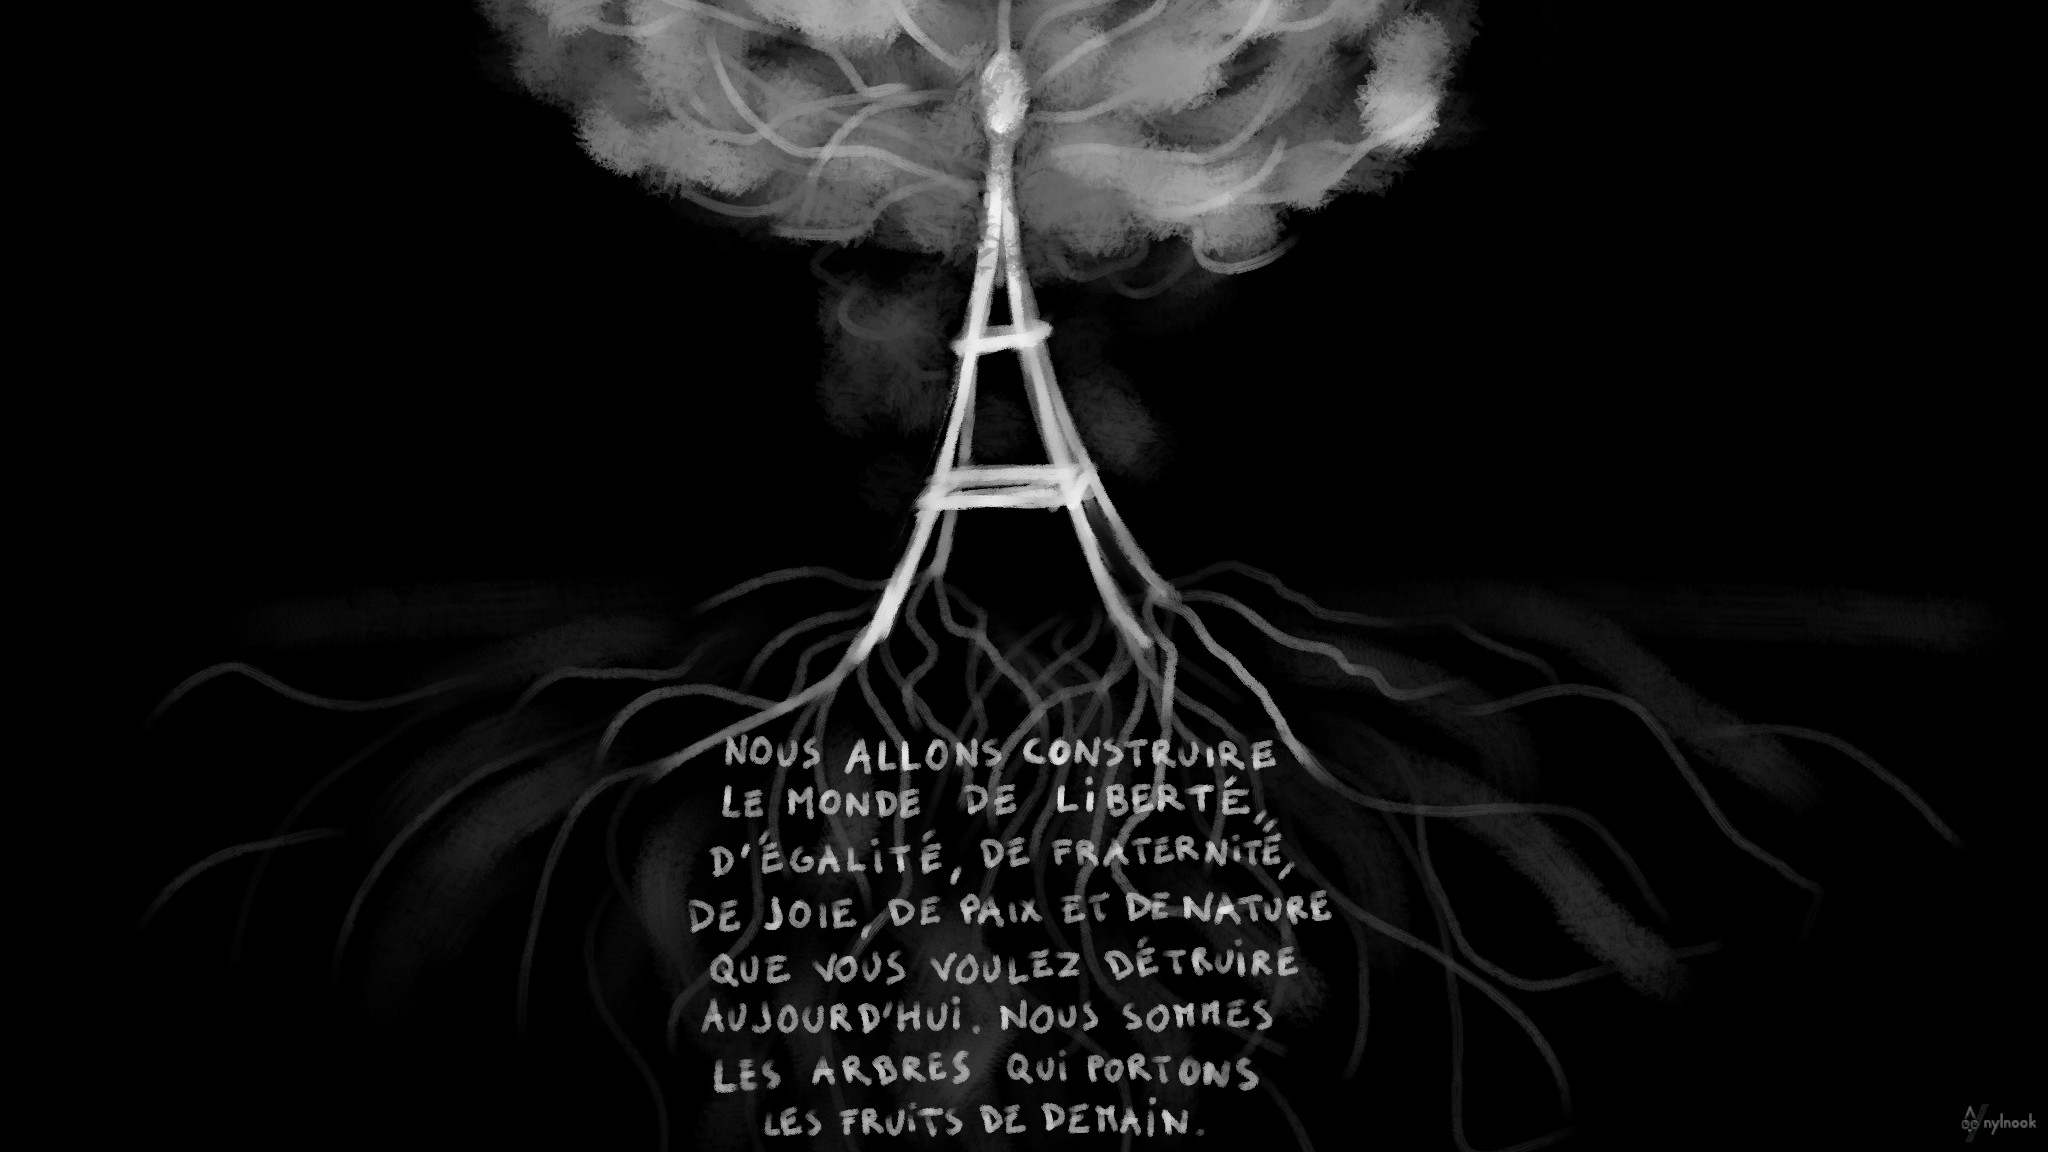 NOUS ALLONS CONSTRUIRE
LE MONDE DE LIBERTÉ,
D'ÉGALITÉ, DE FRATERNITÉ,
DE JOIE, DE PAIX ET DE NATURE
QUE VOUS VOULEZ DÉTRUIRE
AUJOURD'HUI. NOUS SOMMES
LES ARBRES QUI PORTONS
LES FRUITS DE DEMAIN.
nylnook